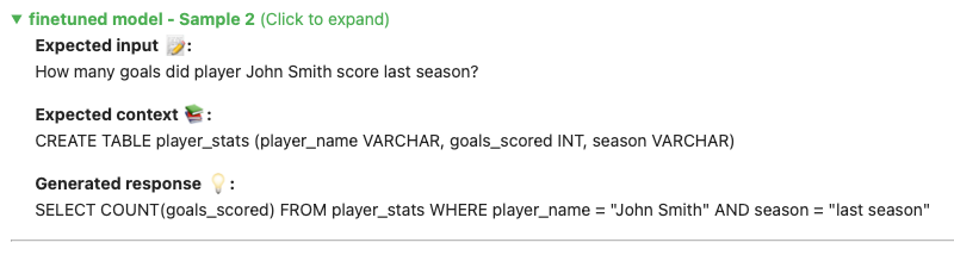 ▼ finetuned model - Sample 2 (Click to expand)
Expected input 📝:
How many goals did player John Smith score last season?
Expected context 📚:
CREATE TABLE player_stats (player_name VARCHAR, goals_scored INT, season VARCHAR)
Generated response 💡:
SELECT COUNT(goals_scored) FROM player_stats WHERE player_name = "John Smith" AND season = "last season"